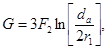 G = 3F₂ ln[dₐ / 2r₁],